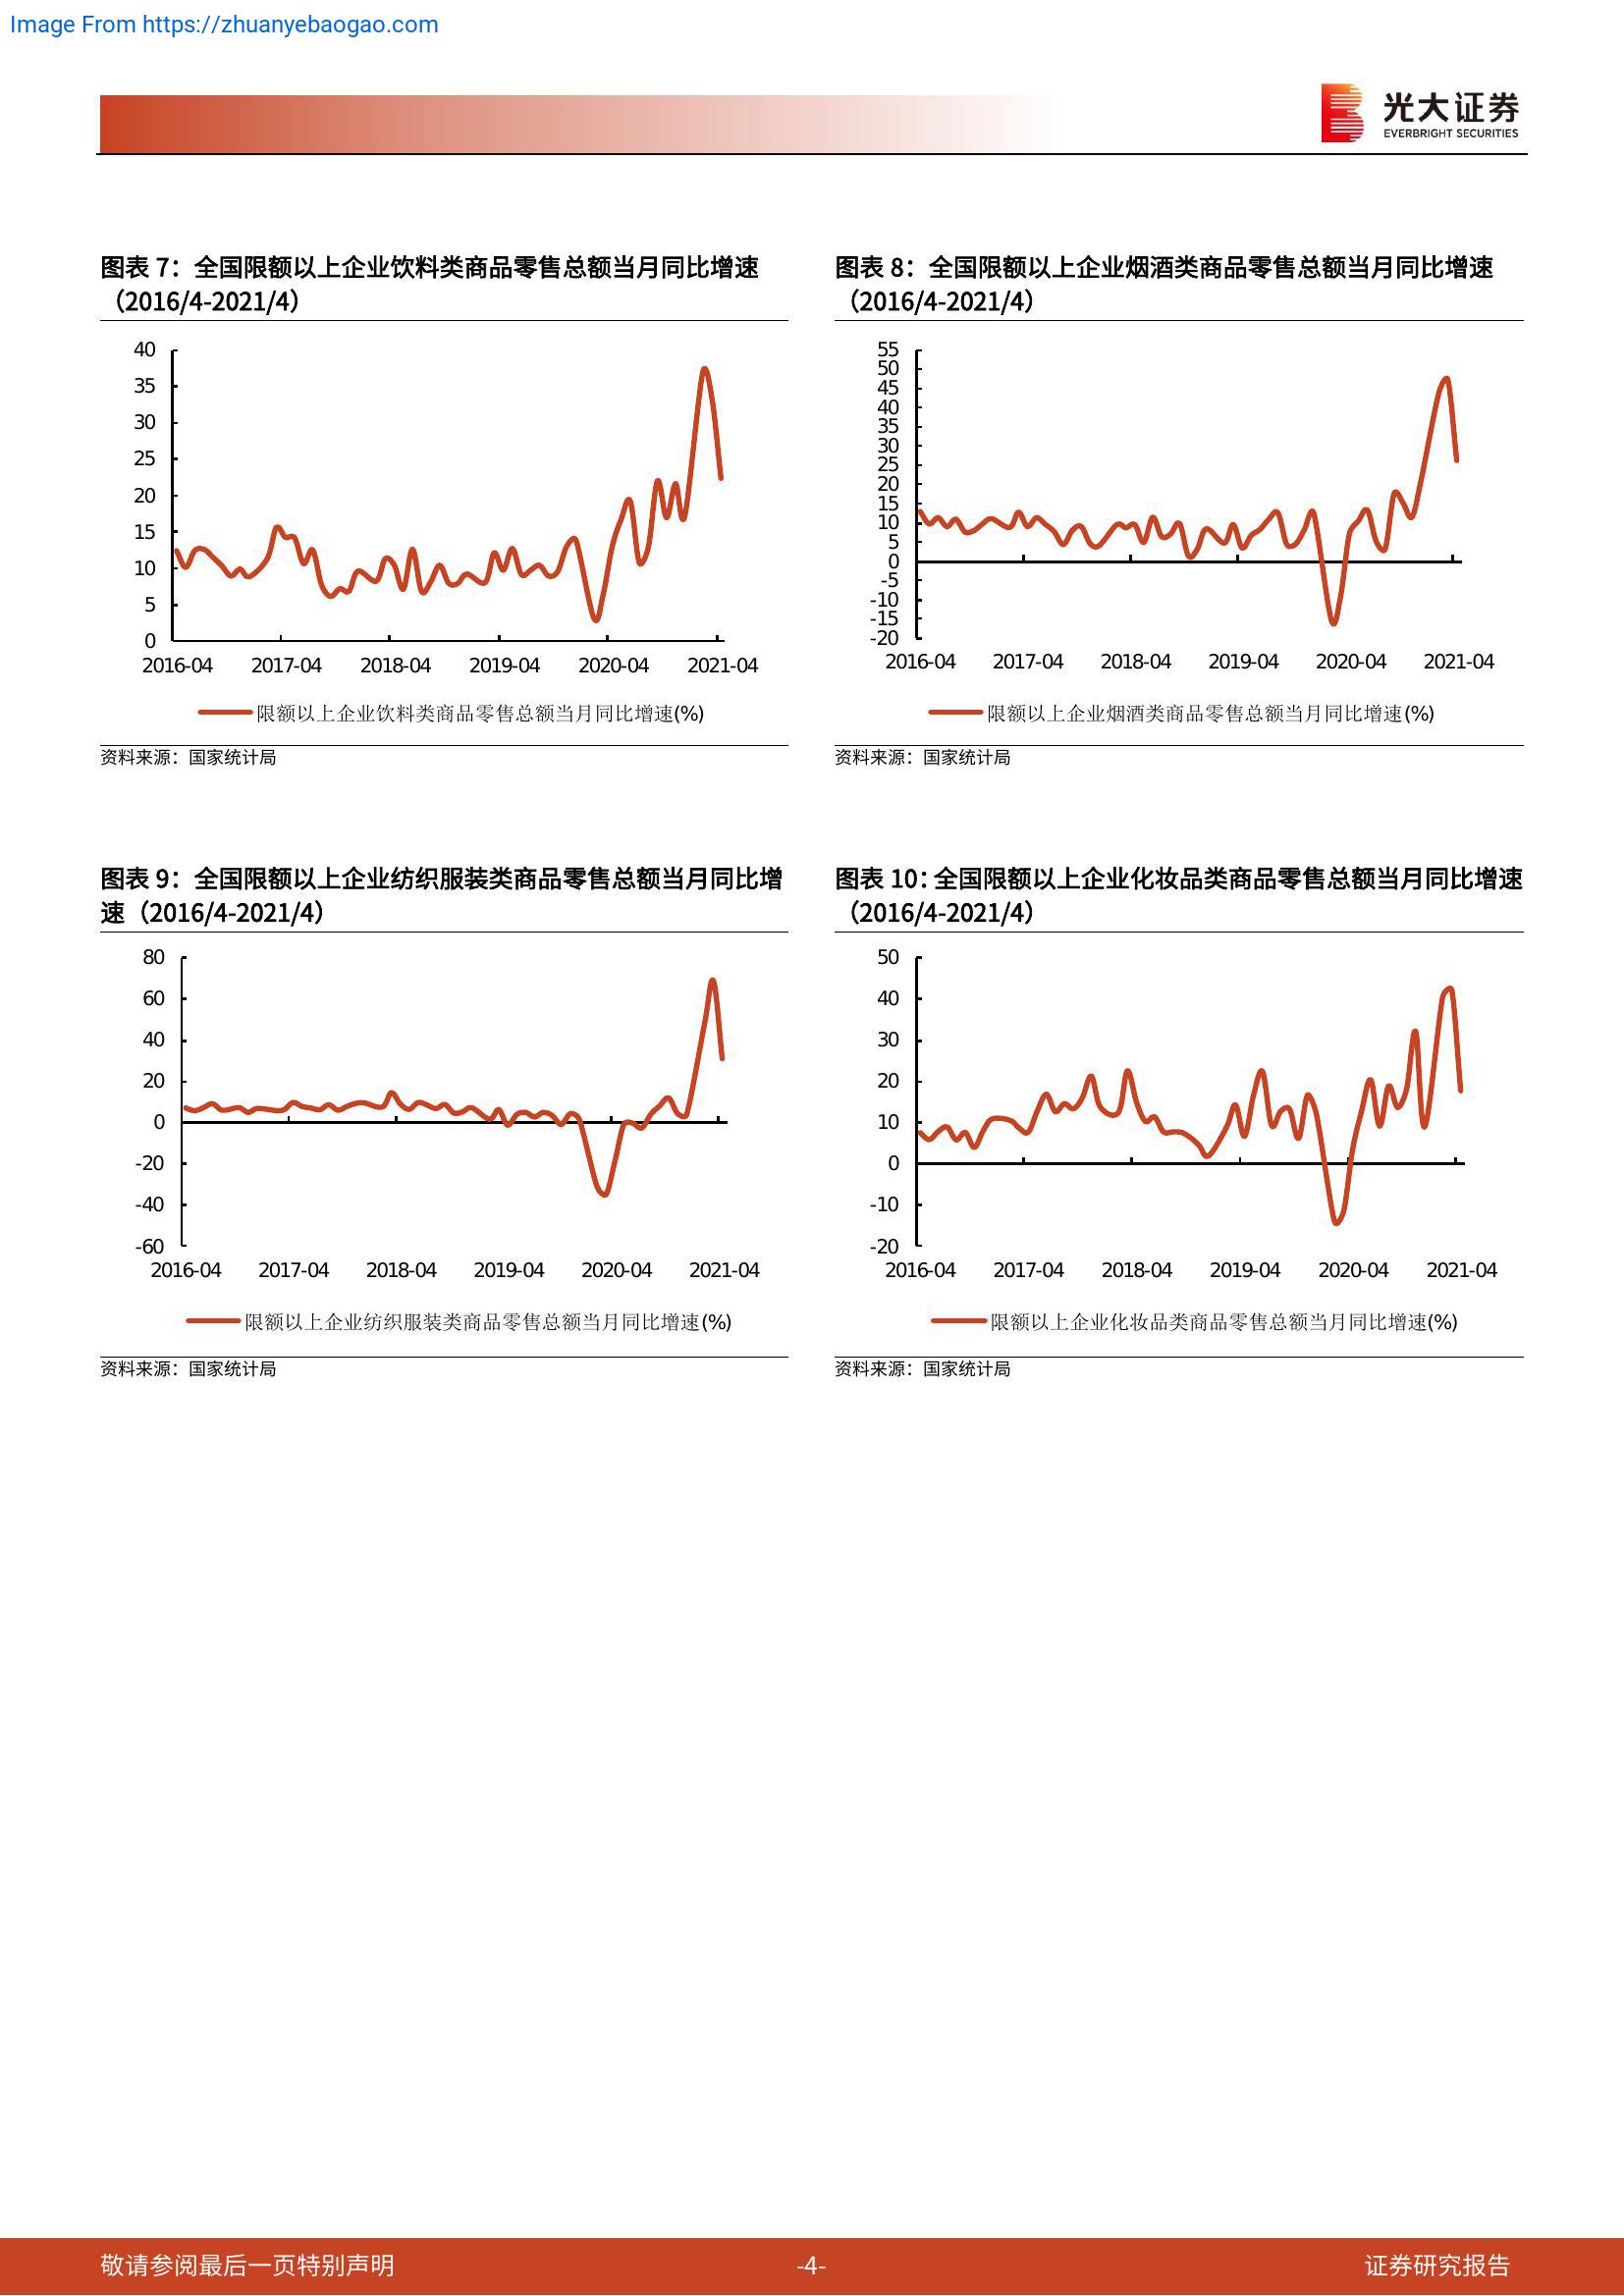 Image From https://zhuanyebaogao.com
光大证券
EVERBRIGHT SECURITIES
图表 7：全国限额以上企业饮料类商品零售总额当月同比增速
（2016/4-2021/4）
40
35
30
25
20
15
10
5
0
2016-04 2017-04 2018-04 2019-04 2020-04 2021-04
限额以上企业饮料类商品零售总额当月同比增速(%)
资料来源：国家统计局
图表 8：全国限额以上企业烟酒类商品零售总额当月同比增速
（2016/4-2021/4）
55
50
45
40
35
30
25
20
15
10
5
0
-5
-10
-15
-20
2016-04 2017-04 2018-04 2019-04 2020-04 2021-04
限额以上企业烟酒类商品零售总额当月同比增速(%)
资料来源：国家统计局
图表 9：全国限额以上企业纺织服装类商品零售总额当月同比增
速（2016/4-2021/4）
80
60
40
20
0
-20
-40
-60
2016-04 2017-04 2018-04 2019-04 2020-04 2021-04
限额以上企业纺织服装类商品零售总额当月同比增速(%)
资料来源：国家统计局
图表 10：全国限额以上企业化妆品类商品零售总额当月同比增速
（2016/4-2021/4）
50
40
30
20
10
0
-10
-20
2016-04 2017-04 2018-04 2019-04 2020-04 2021-04
限额以上企业化妆品类商品零售总额当月同比增速(%)
资料来源：国家统计局
敬请参阅最后一页特别声明 -4- 证券研究报告